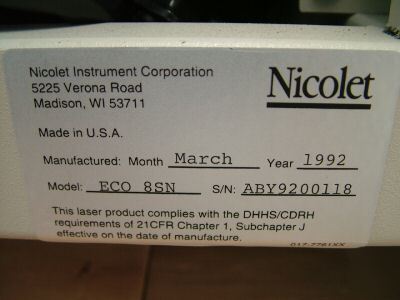 Nicolet Instrument Corporation
5225 Verona Road
Madison, WI 53711
Nicolet
Made in U.S.A.
Manufactured: Month March Year 1992
Model: ECO 8SN S/N: ABY9200118
This laser product complies with the DHHS/CDRH
requirements of 21CFR Chapter 1, Subchapter J
effective on the date of manufacture.